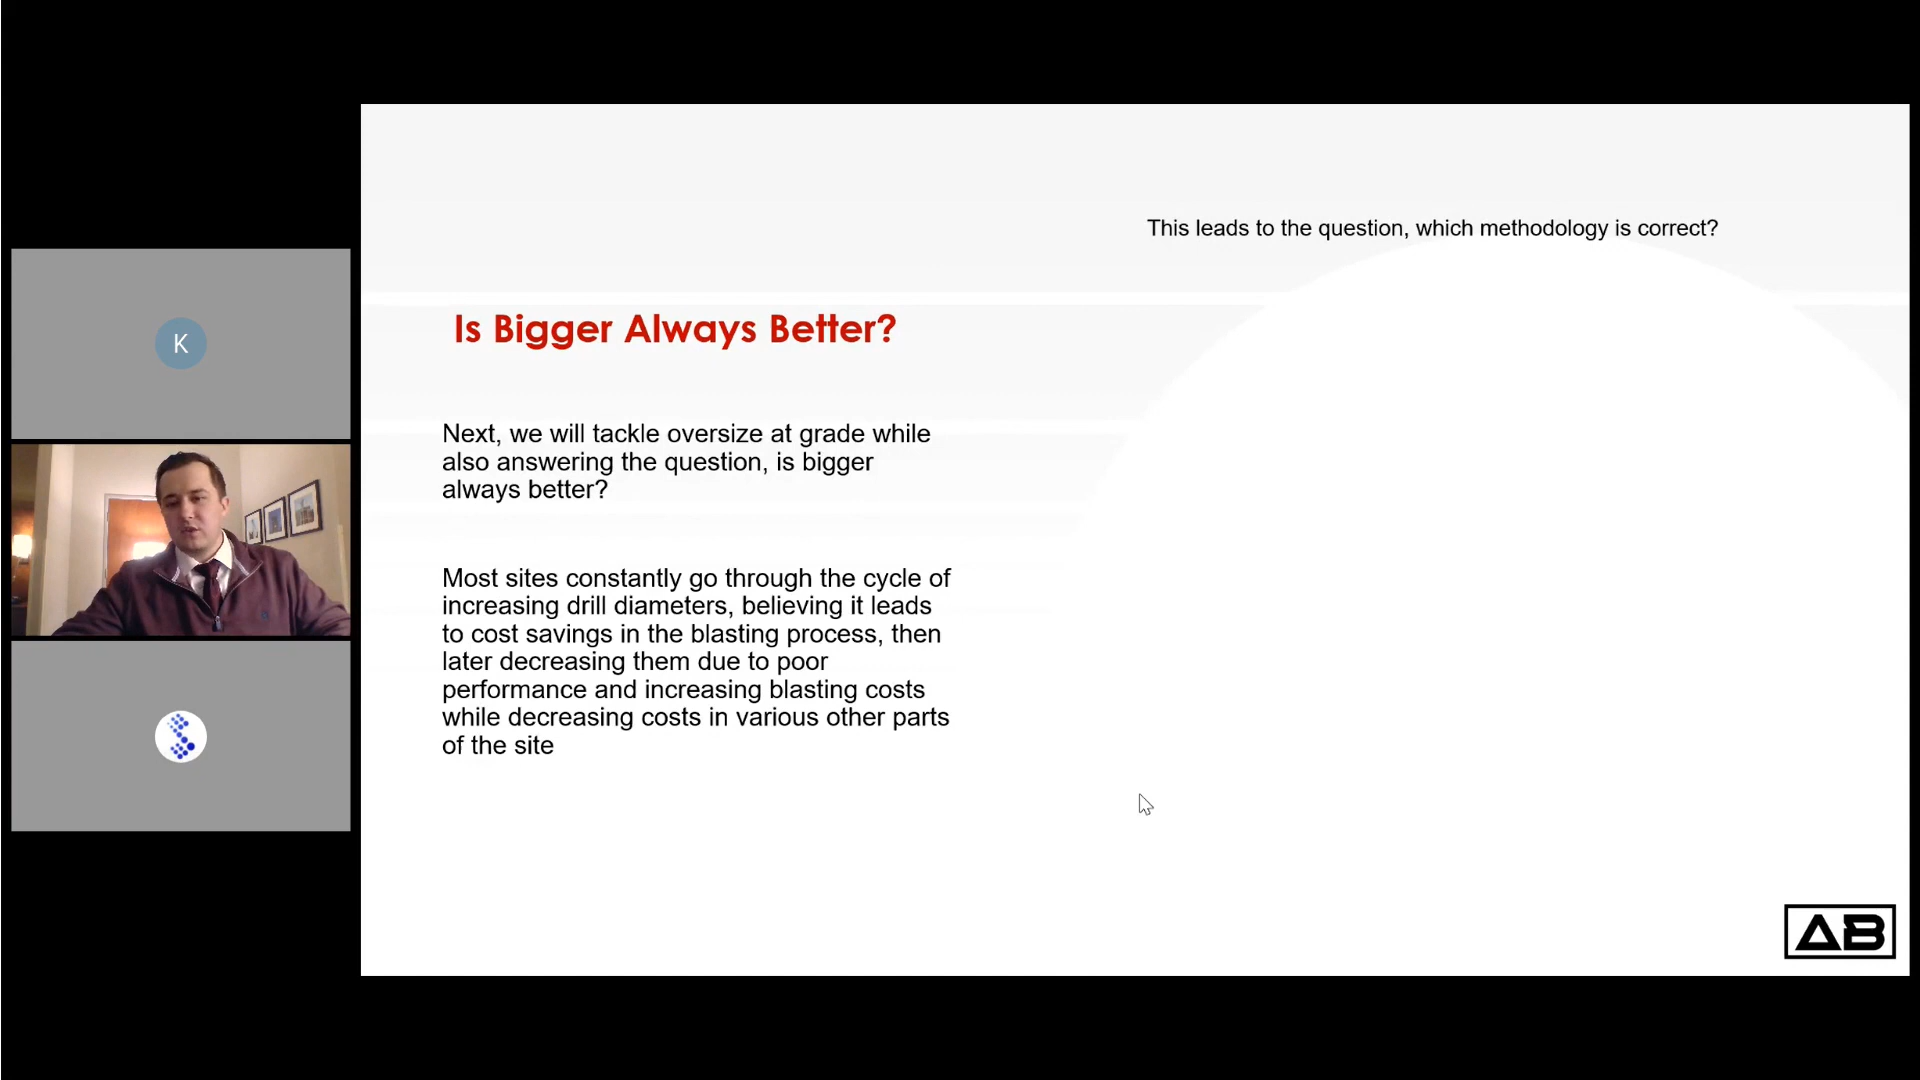 K
This leads to the question, which methodology is correct?
Is Bigger Always Better?
Next, we will tackle oversize at grade while
also answering the question, is bigger
always better?
Most sites constantly go through the cycle of
increasing drill diameters, believing it leads
to cost savings in the blasting process, then
later decreasing them due to poor
performance and increasing blasting costs
while decreasing costs in various other parts
of the site
AB